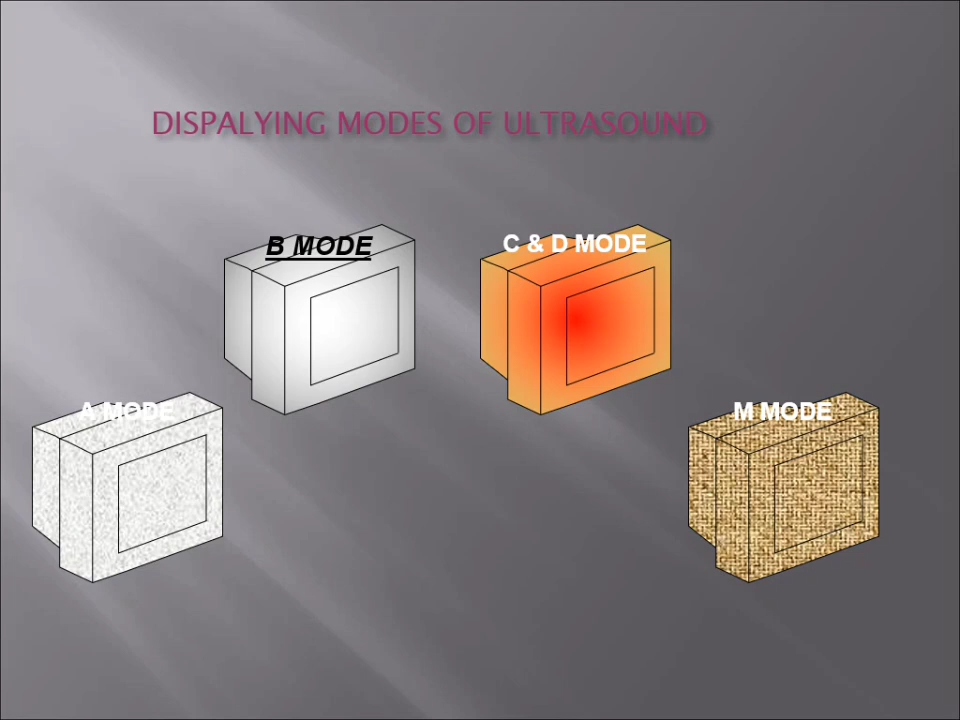 DISPALYING MODES OF ULTRASOUND
B MODE
C & D MODE
A MODE
M MODE